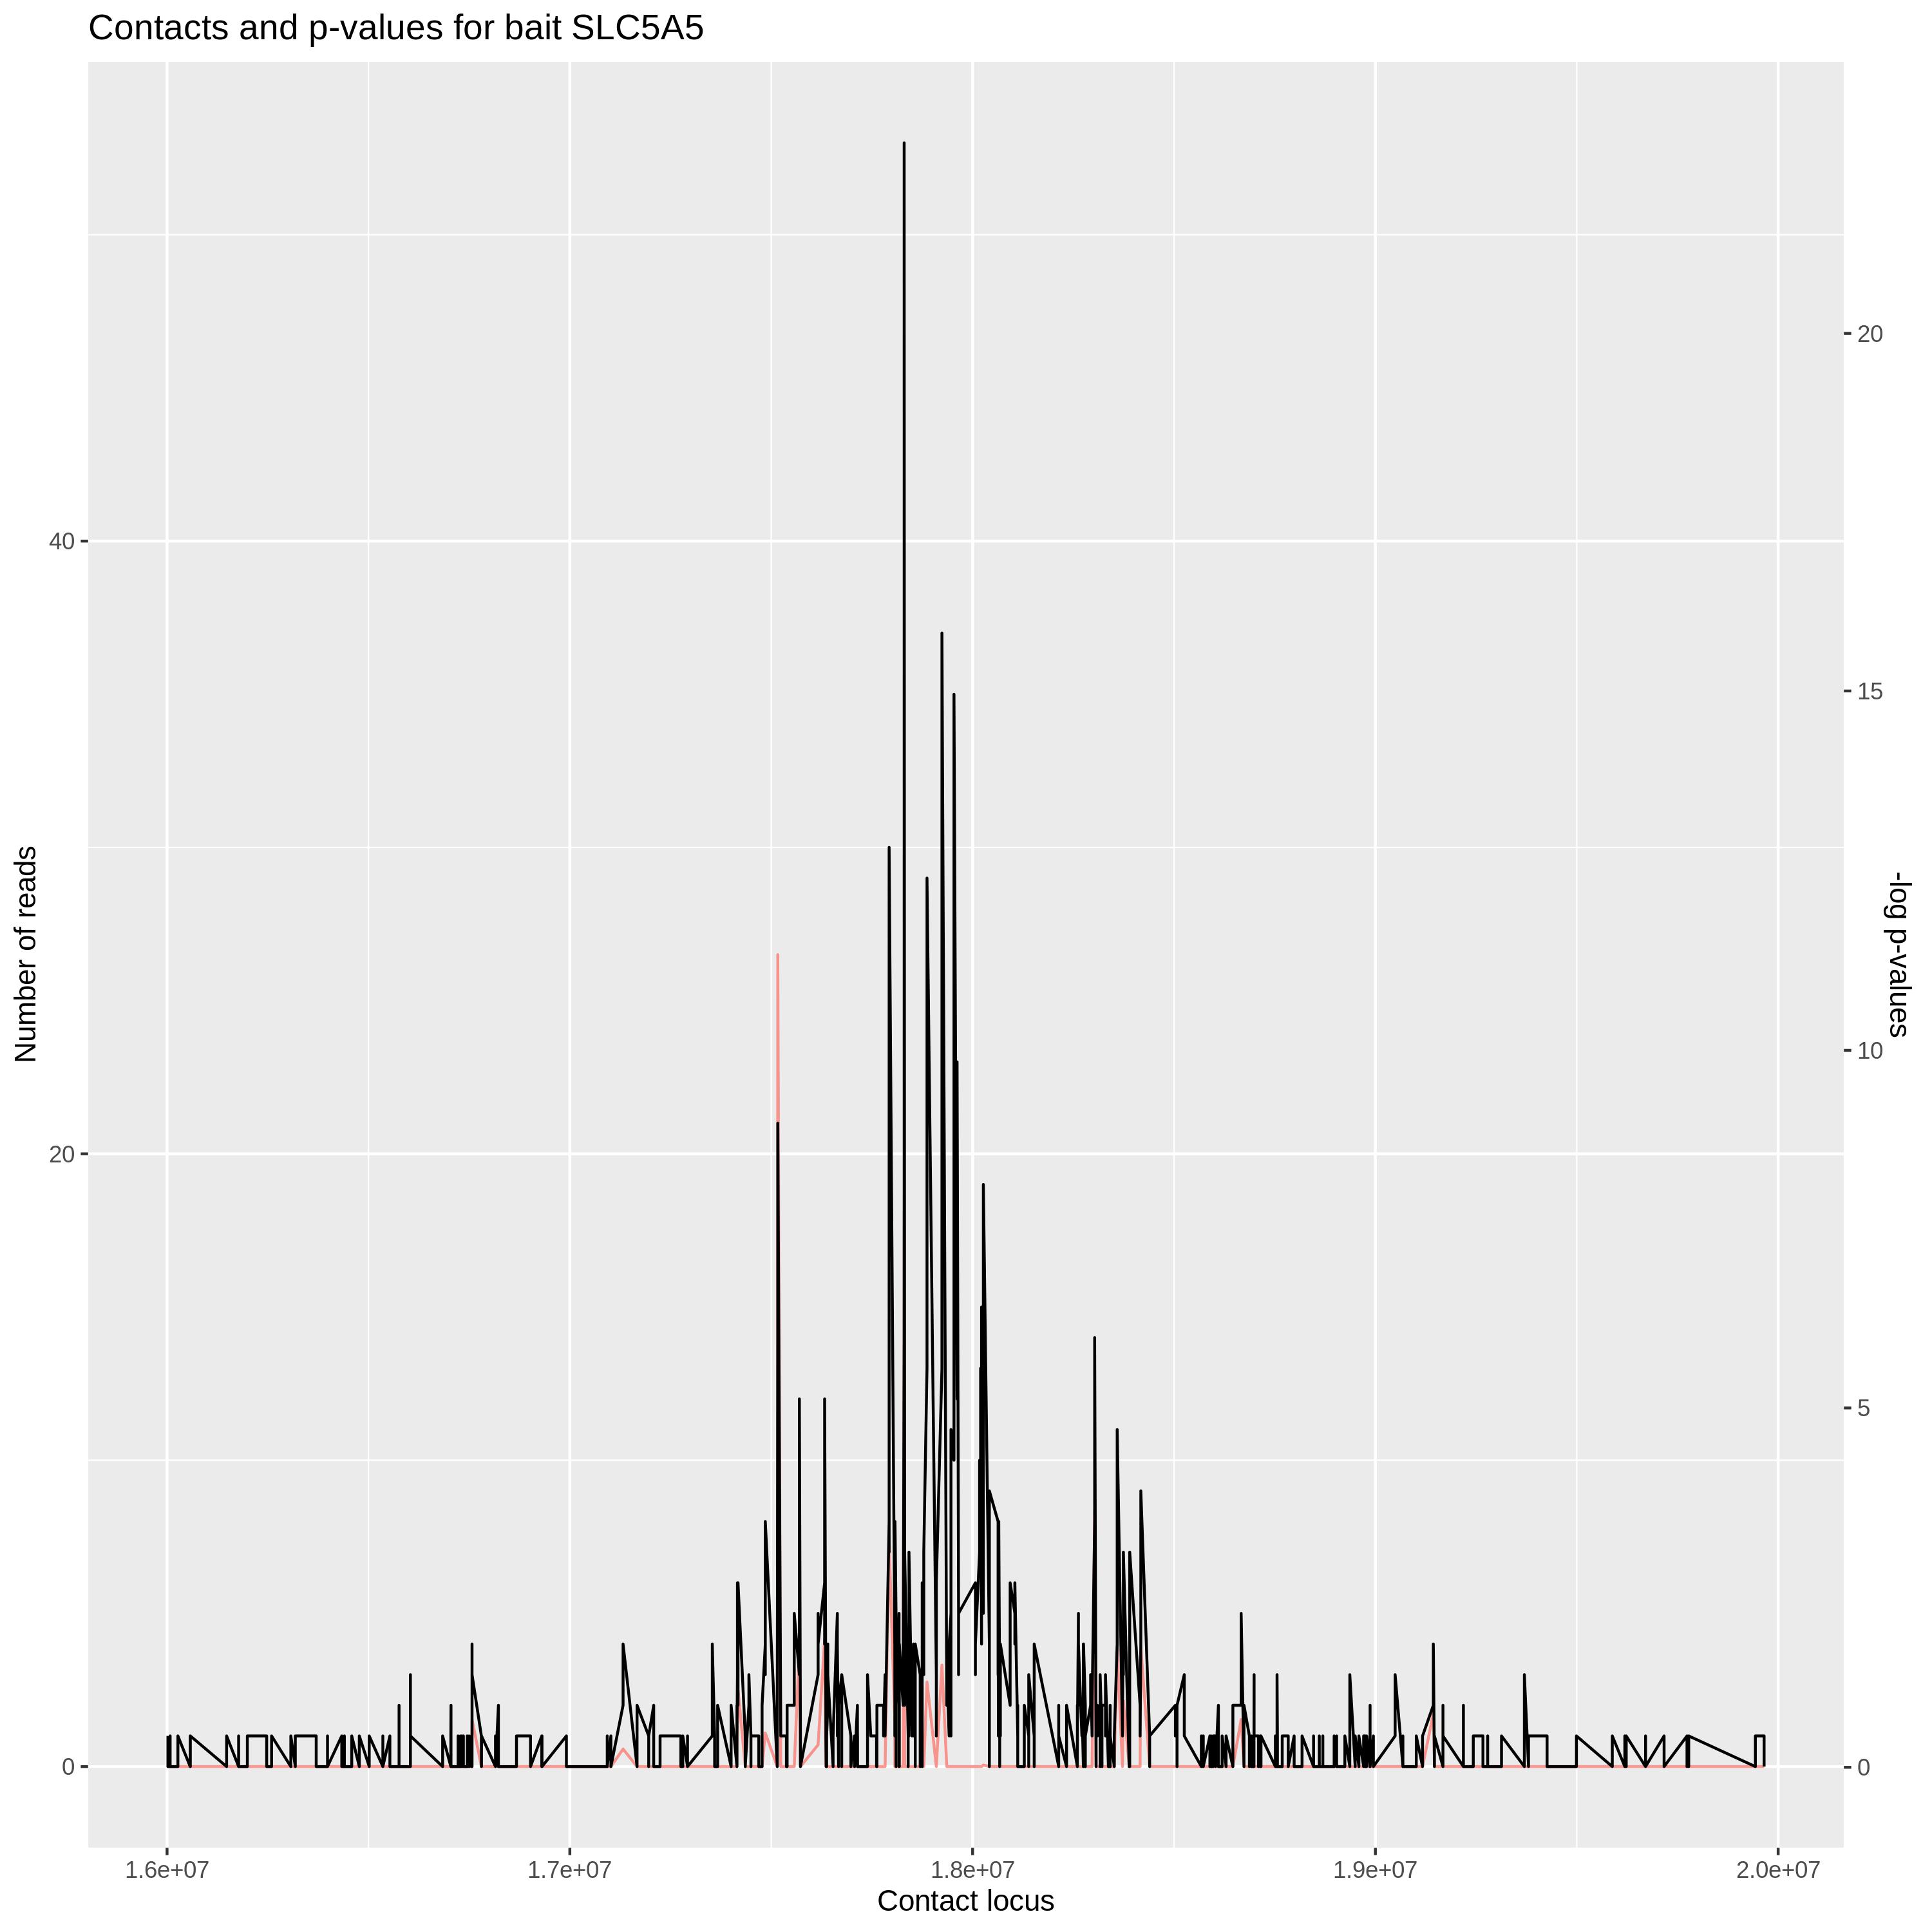 Contacts and p-values for bait SLC5A5
Number of reads
40
20
0
20
15
10
5
0
-log p-values
1.6e+07
1.7e+07
1.8e+07
1.9e+07
2.0e+07
Contact locus